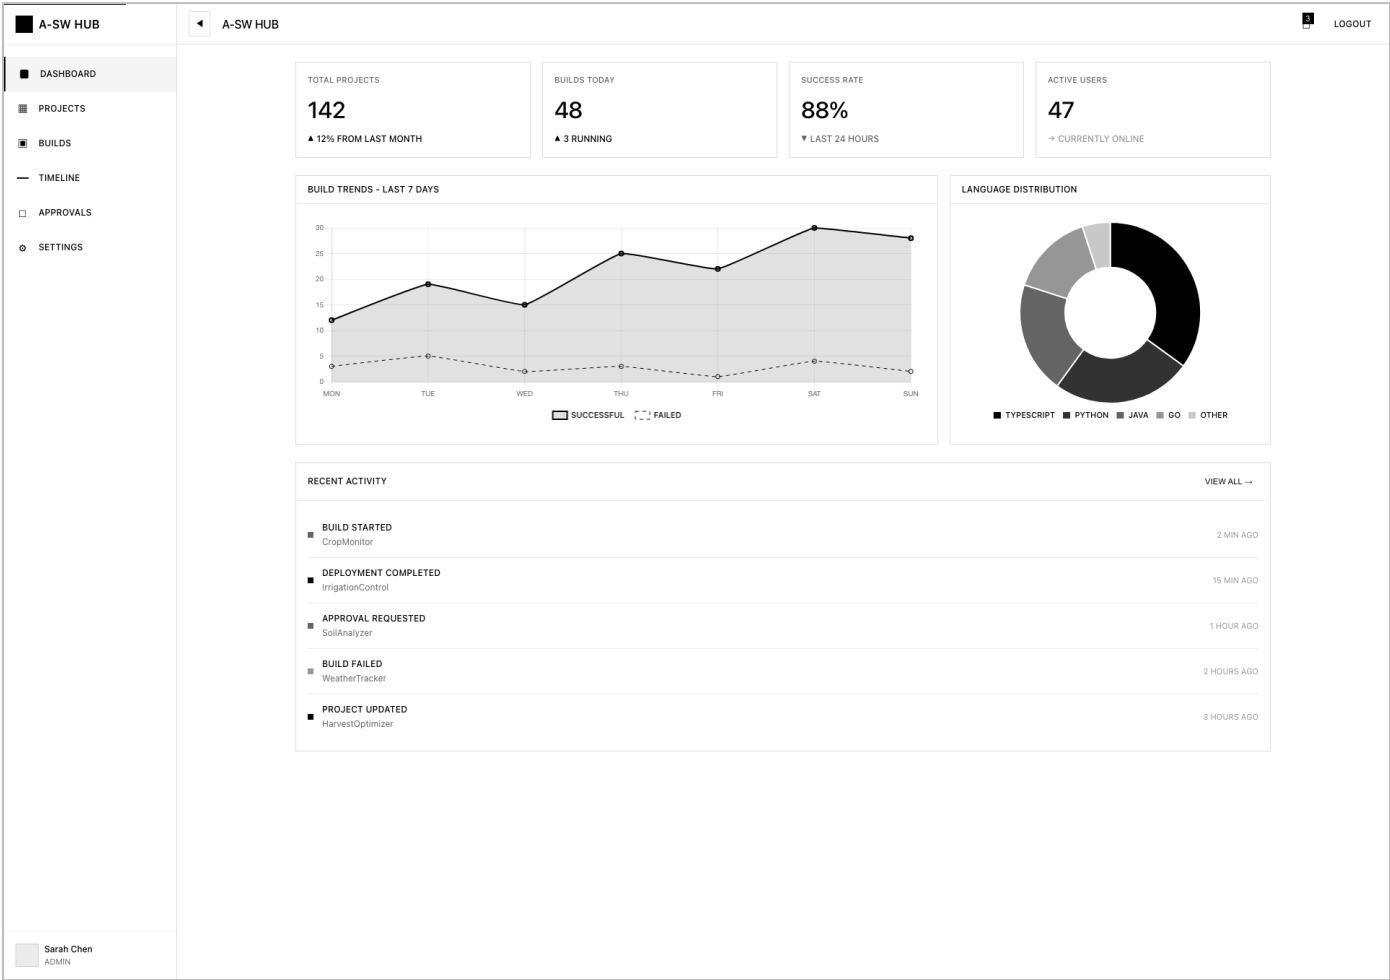 A-SW HUB
DASHBOARD
PROJECTS
BUILDS
TIMELINE
APPROVALS
SETTINGS
Sarah Chen
ADMIN
A-SW HUB
3
LOGOUT
TOTAL PROJECTS
142
▲ 12% FROM LAST MONTH
BUILDS TODAY
48
▲ 3 RUNNING
SUCCESS RATE
88%
▼ LAST 24 HOURS
ACTIVE USERS
47
→ CURRENTLY ONLINE
BUILD TRENDS - LAST 7 DAYS
30
25
20
15
10
5
0
MON TUE WED THU FRI SAT SUN
SUCCESSFUL FAILED
LANGUAGE DISTRIBUTION
TYPESCRIPT PYTHON JAVA GO OTHER
RECENT ACTIVITY
VIEW ALL →
BUILD STARTED
CropMonitor
2 MIN AGO
DEPLOYMENT COMPLETED
IrrigationControl
15 MIN AGO
APPROVAL REQUESTED
SoilAnalyzer
1 HOUR AGO
BUILD FAILED
WeatherTracker
2 HOURS AGO
PROJECT UPDATED
HarvestOptimizer
3 HOURS AGO